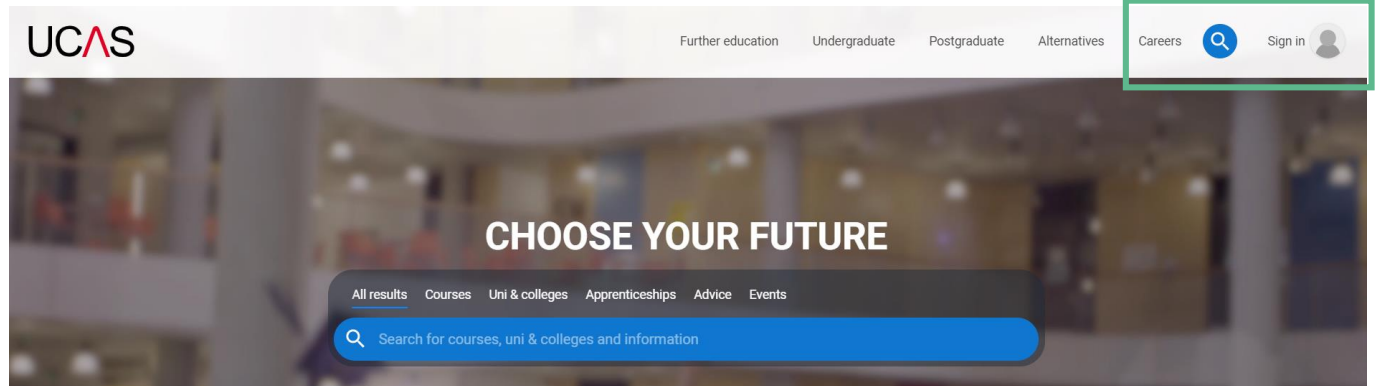 UCAS
Further education Undergraduate Postgraduate Alternatives Careers Sign in
CHOOSE YOUR FUTURE
All results Courses Uni & colleges Apprenticeships Advice Events
Search for courses, uni & colleges and information